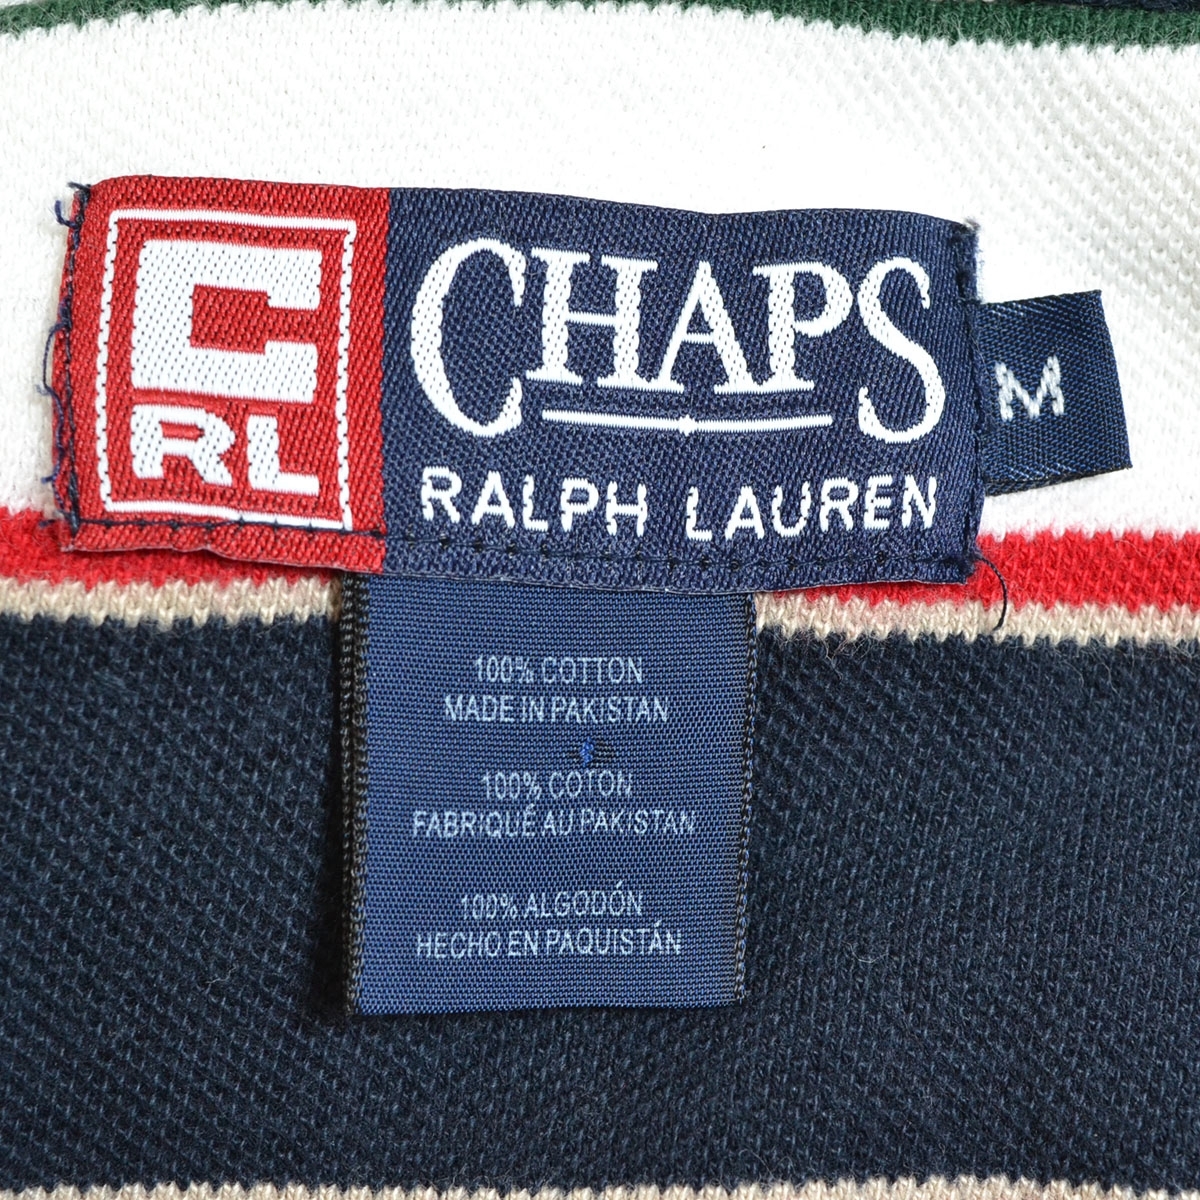 C
RL
CHAPS
RALPH LAUREN
M
100% COTTON
MADE IN PAKISTAN
100% COTON
FABRIQUÉ AU PAKISTAN
100% ALGODÓN
HECHO EN PAQUISTÁN